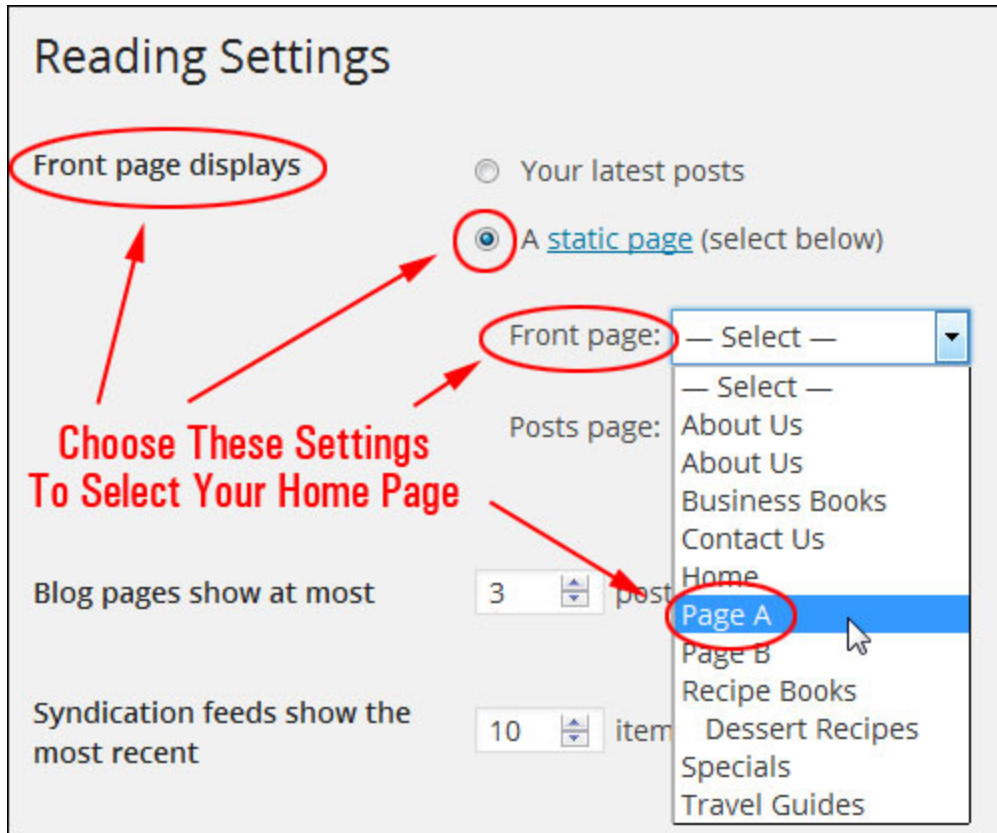 Reading Settings
Front page displays
Your latest posts
A static page (select below)
Front page:
— Select —
— Select —
About Us
About Us
Business Books
Contact Us
Home
Page A
Page B
Recipe Books
Dessert Recipes
Specials
Travel Guides
Posts page:
Choose These Settings
To Select Your Home Page
Blog pages show at most
3
post
Syndication feeds show the
most recent
10
item